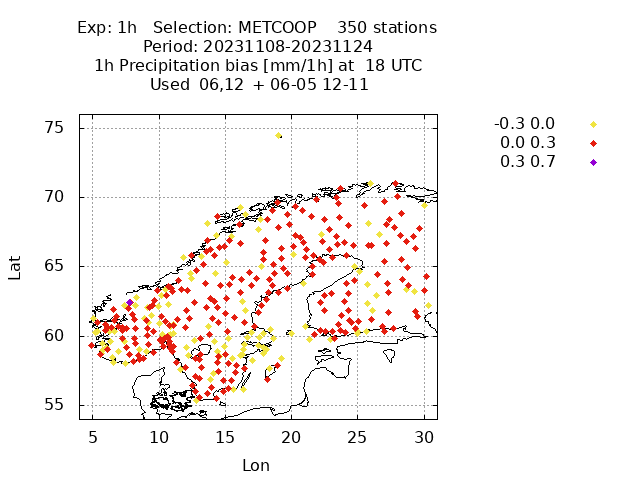 Exp: 1h   Selection: METCOOP    350 stations
Period: 20231108-20231124
1h Precipitation bias [mm/1h] at  18 UTC
Used  06,12  + 06-05 12-11
-0.3 0.0
0.0 0.3
0.3 0.7
75
70
65
60
55
Lat
5 10 15 20 25 30
Lon